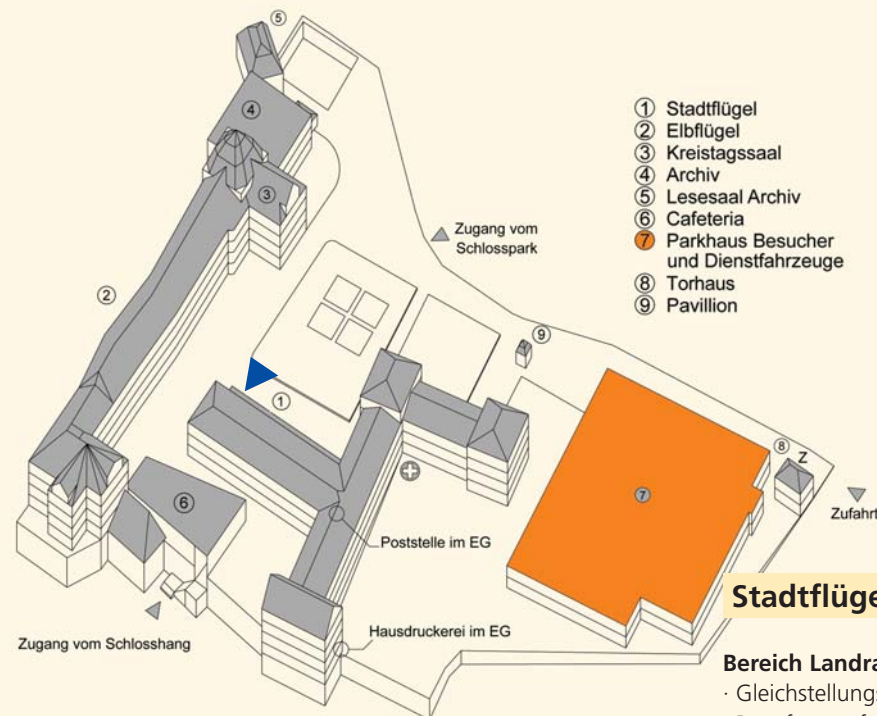 ⑤
④
③
②
①
⑥
⑨
⑧
Z
⑦
① Stadtflügel
② Elbflügel
③ Kreistagssaal
④ Archiv
⑤ Lesesaal Archiv
⑥ Cafeteria
⑦ Parkhaus Besucher
und Dienstfahrzeuge
⑧ Torhaus
⑨ Pavillion
Zugang vom
Schlosspark
Zufahrt
Poststelle im EG
Hausdruckerei im EG
Zugang vom Schlosshang
Stadtflüge
Bereich Landra
· Gleichstellungs